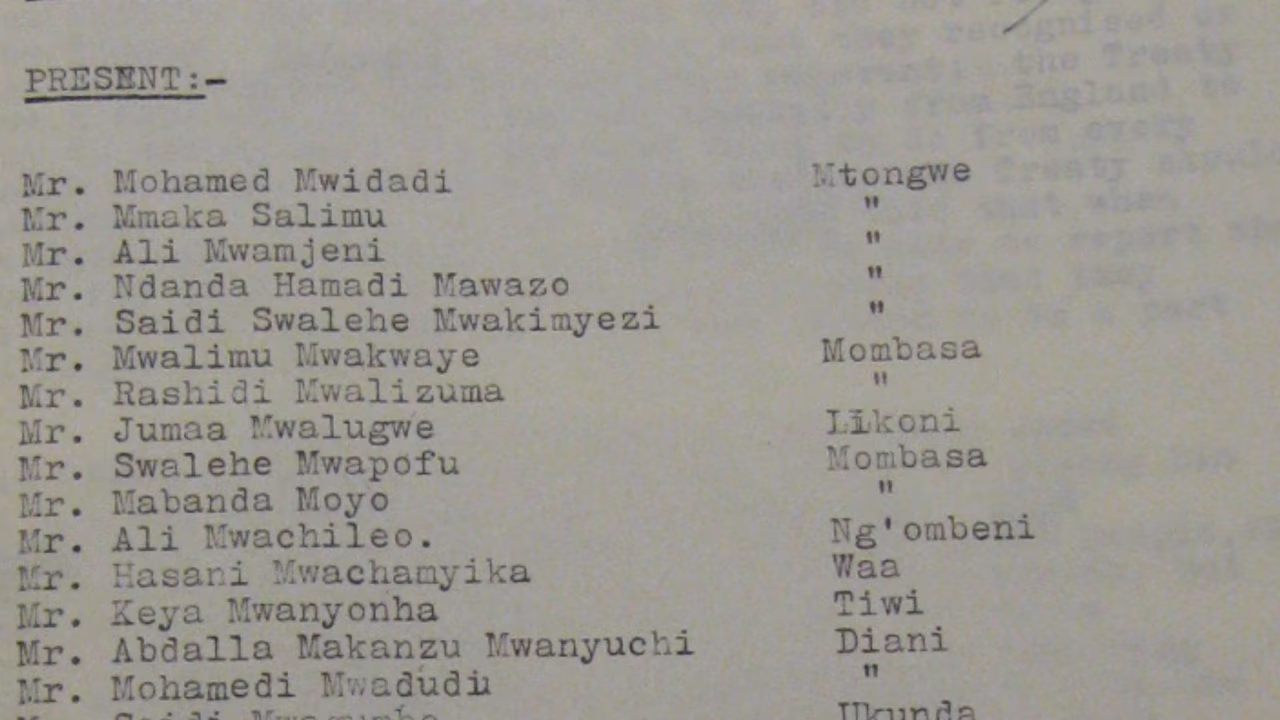 PRESENT:-
Mr. Mohamed Mwidadi Mtongwe
Mr. Mmaka Salimu "
Mr. Ali Mwamjeni "
Mr. Ndanda Hamadi Mawazo "
Mr. Saidi Swalehe Mwakimyezi "
Mr. Mwalimu Mwakwaye Mombasa
Mr. Rashidi Mwalizuma "
Mr. Jumaa Mwalugwe Likoni
Mr. Swalehe Mwapofu Mombasa
Mr. Mabanda Moyo "
Mr. Ali Mwachileo. Ng'ombeni
Mr. Hasani Mwachamyika Waa
Mr. Keya Mwanyonha Tiwi
Mr. Abdalla Makanzu Mwanyuchi Diani
Mr. Mohamedi Mwadudu "
Mr. Saidi Ukunda